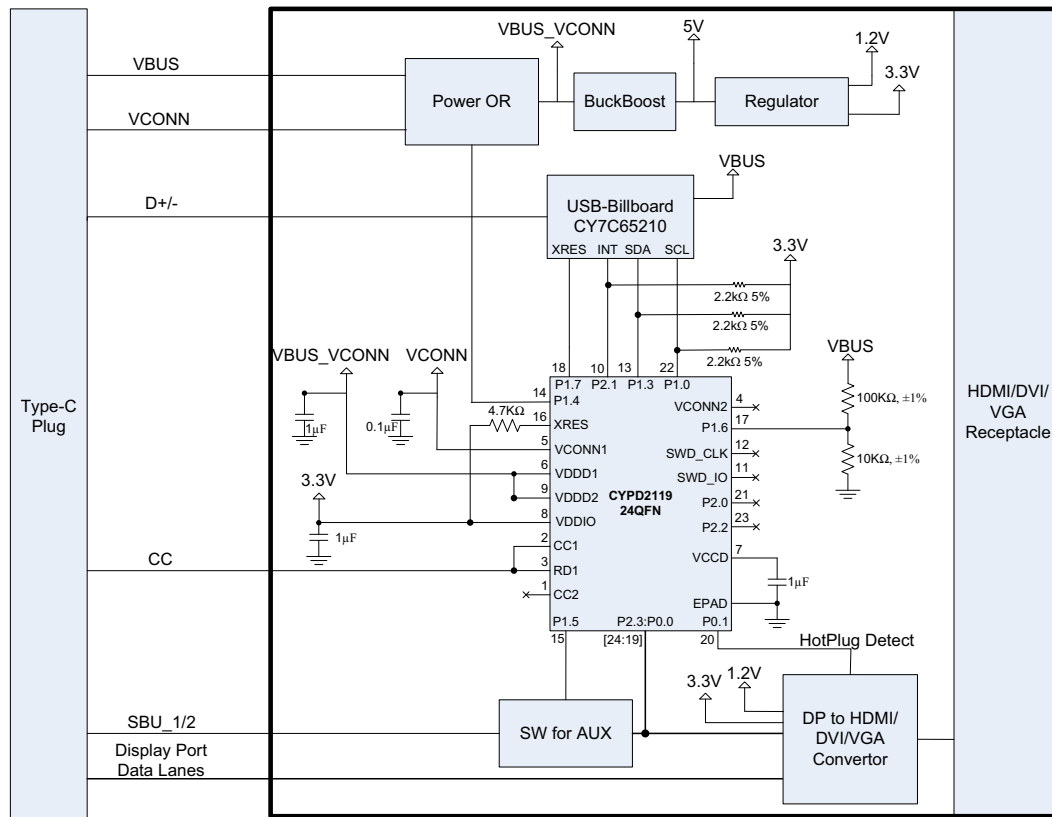 VBUS_VCONN
5V
1.2V
3.3V
VBUS
Power OR
BuckBoost
Regulator
VCONN
VBUS
D+/-
USB-Billboard
CY7C65210
XRES INT SDA SCL
3.3V
2.2kΩ 5%
2.2kΩ 5%
2.2kΩ 5%
VBUS_VCONN
VCONN
VBUS
18 10 13 22
P1.7 P2.1 P1.3 P1.0
Type-C
Plug
HDMI/DVI/
VGA
Receptacle
1µF
0.1µF
4.7KΩ
14
P1.4
16
XRES
5
VCONN1
6
VDDD1
9
VDDD2
8
VDDIO
2
CC1
3
RD1
1
CC2
3.3V
1µF
CYPD2119
24QFN
VCONN2
4
P1.6
17
SWD_CLK
12
SWD_IO
11
P2.0
21
P2.2
23
VCCD
7
EPAD
100KΩ, ±1%
10KΩ, ±1%
1µF
CC
P1.5 P2.3:P0.0 P0.1
15 [24:19] 20
HotPlug Detect
3.3V
1.2V
SBU_1/2
SW for AUX
DP to HDMI/
DVI/VGA
Convertor
Display Port
Data Lanes